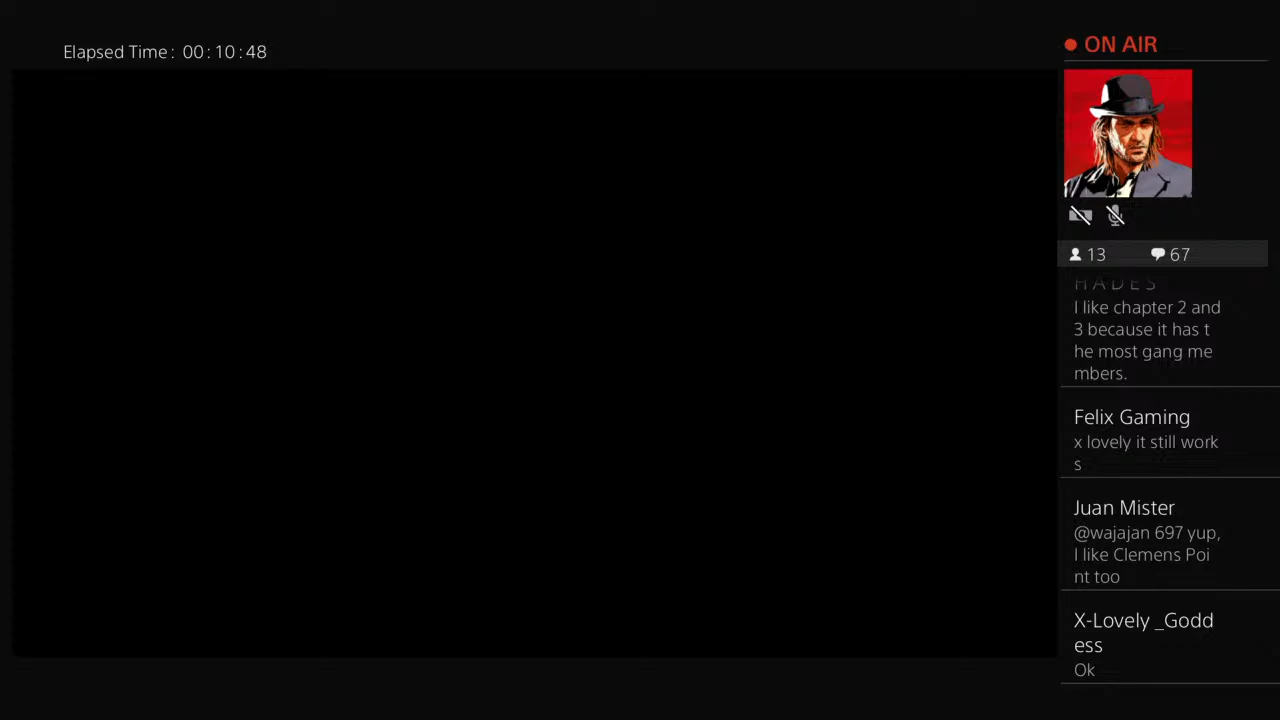 Elapsed Time: 00:10:48
ON AIR
13 67
HADES
I like chapter 2 and
3 because it has t
he most gang me
mbers.
Felix Gaming
x lovely it still work
s
Juan Mister
@wajajan 697 yup,
I like Clemens Poi
nt too
X-Lovely _Godd
ess
Ok